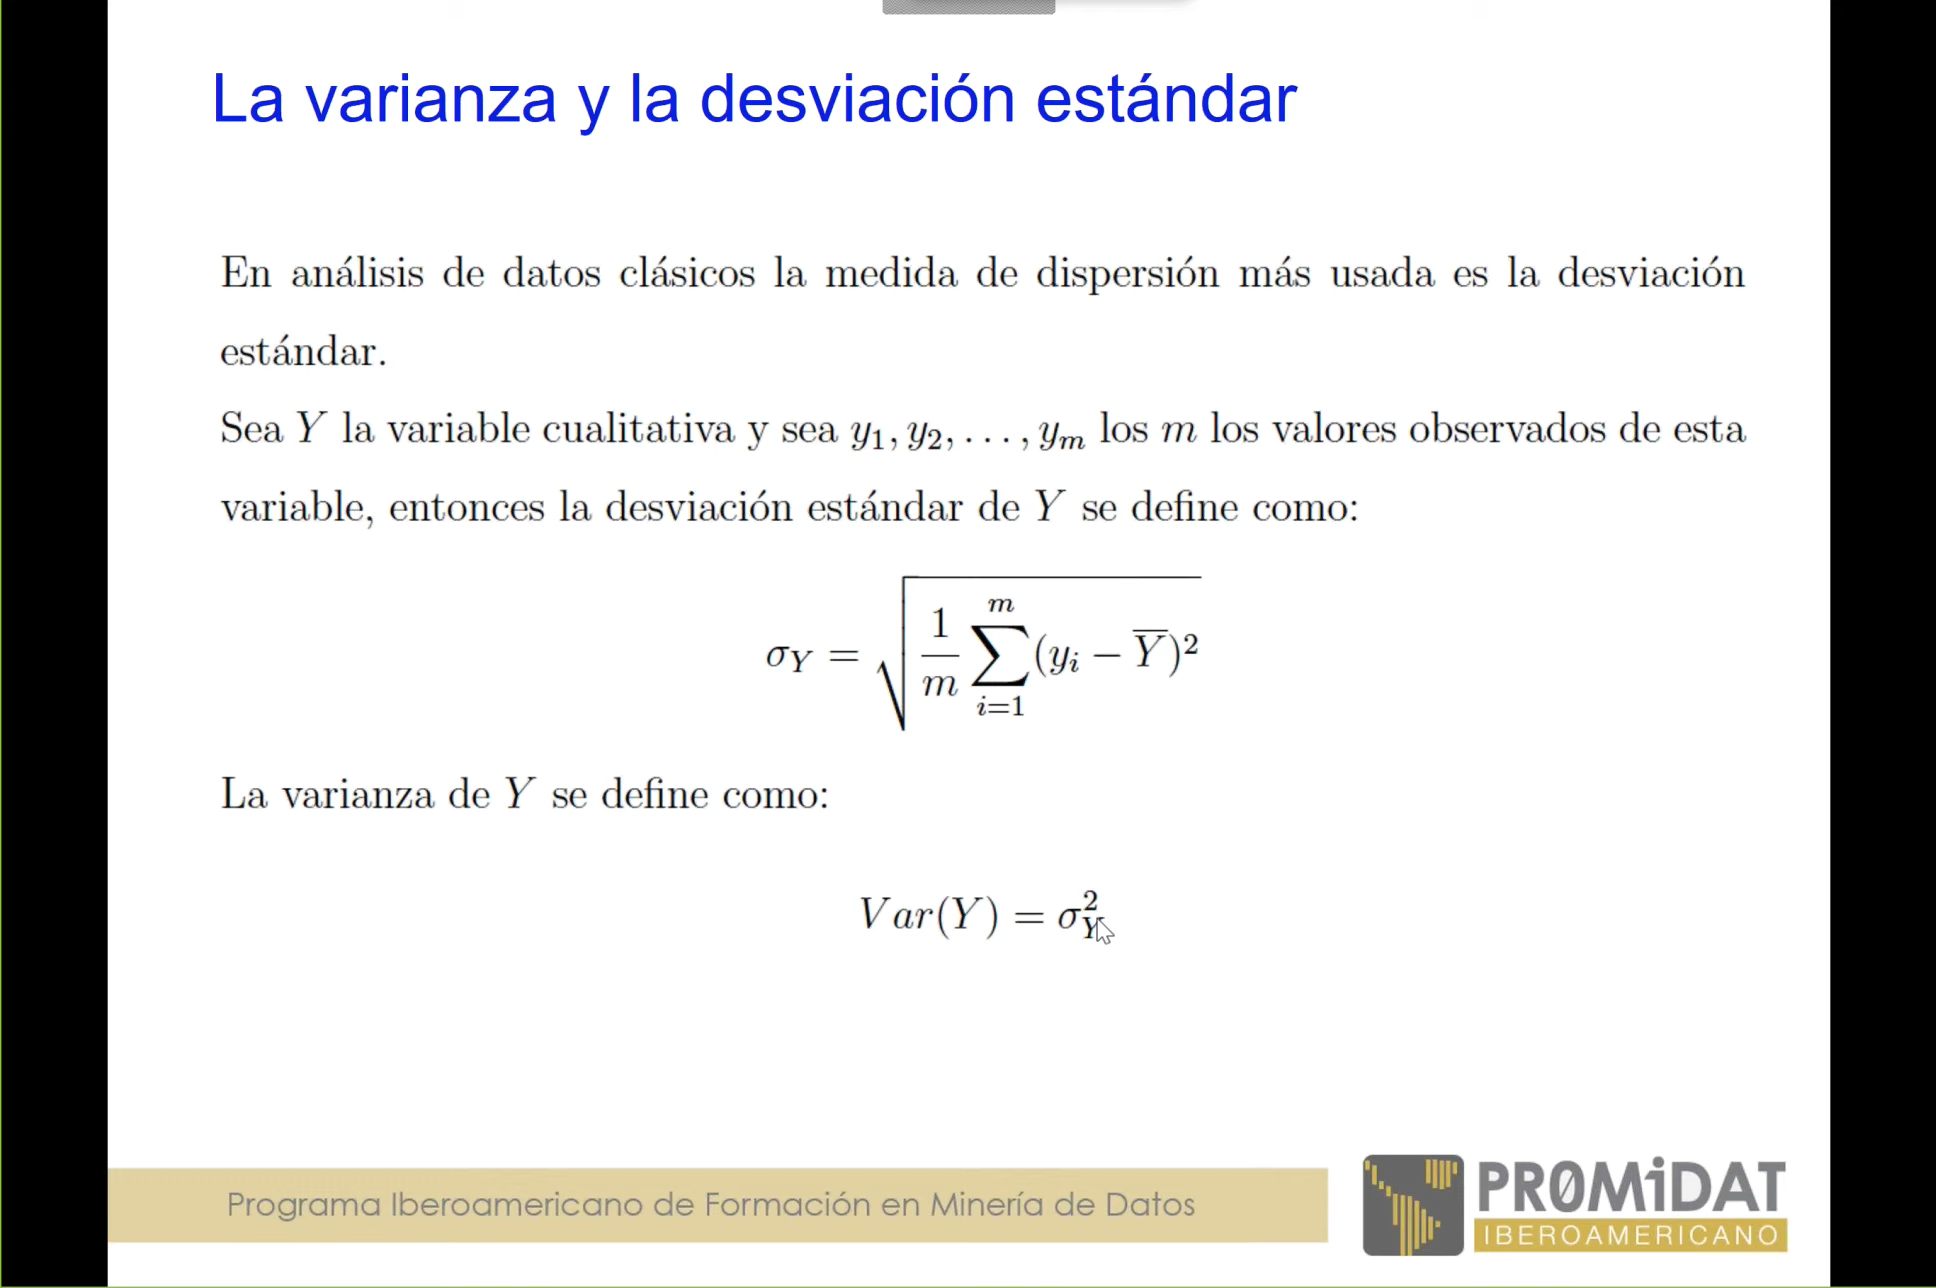 La varianza y la desviación estándar
En análisis de datos clásicos la medida de dispersión más usada es la desviación
estándar.
Sea Y la variable cualitativa y sea y₁, y₂, . . . , yₘ los m los valores observados de esta
variable, entonces la desviación estándar de Y se define como:
σ_Y = √(1/m ∑_{i=1}^{m} (yᵢ − Y̅)²)
La varianza de Y se define como:
Var(Y) = σ²_Y
Programa Iberoamericano de Formación en Minería de Datos
PR0MiDAT
IBEROAMERICANO